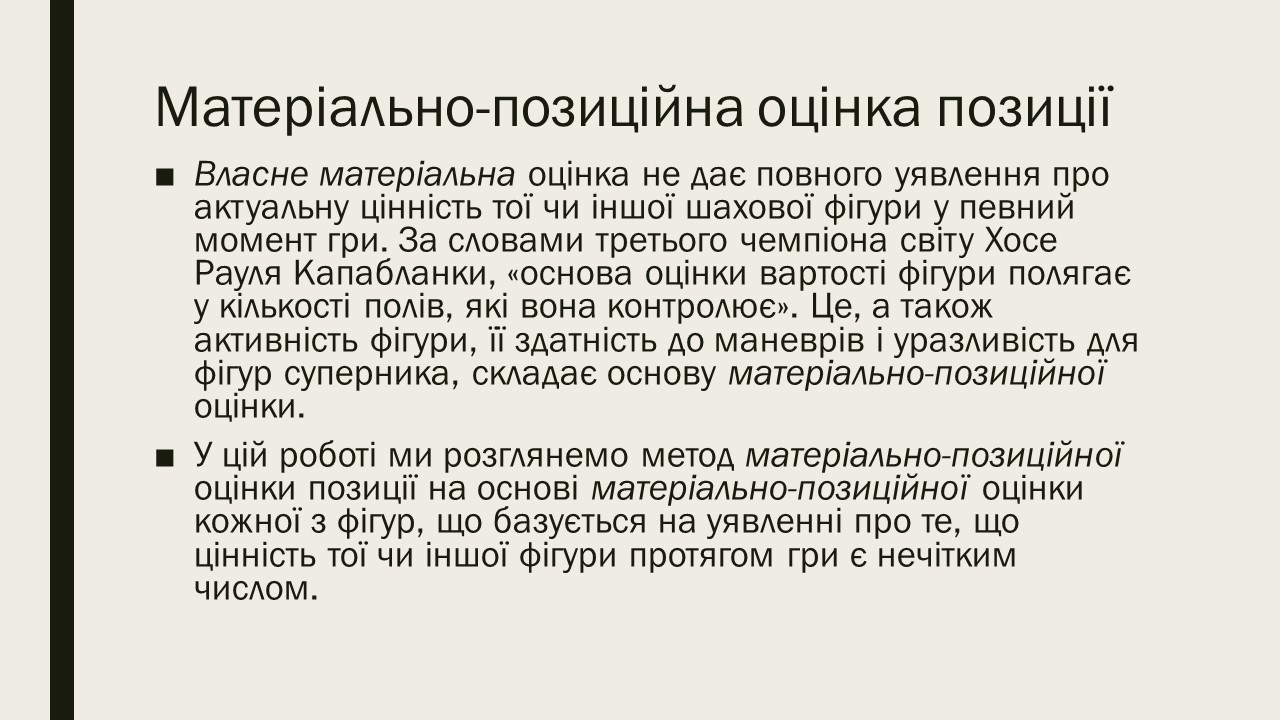 Матеріально-позиційна оцінка позиції
■ Власне матеріальна оцінка не дає повного уявлення про
актуальну цінність тої чи іншої шахової фігури у певний
момент гри. За словами третього чемпіона світу Хосе
Рауля Капабланки, «основа оцінки вартості фігури полягає
у кількості полів, які вона контролює». Це, а також
активність фігури, її здатність до маневрів і уразливість для
фігур суперника, складає основу матеріально-позиційної
оцінки.
■ У цій роботі ми розглянемо метод матеріально-позиційної
оцінки позиції на основі матеріально-позиційної оцінки
кожної з фігур, що базується на уявленні про те, що
цінність тої чи іншої фігури протягом гри є нечітким
числом.